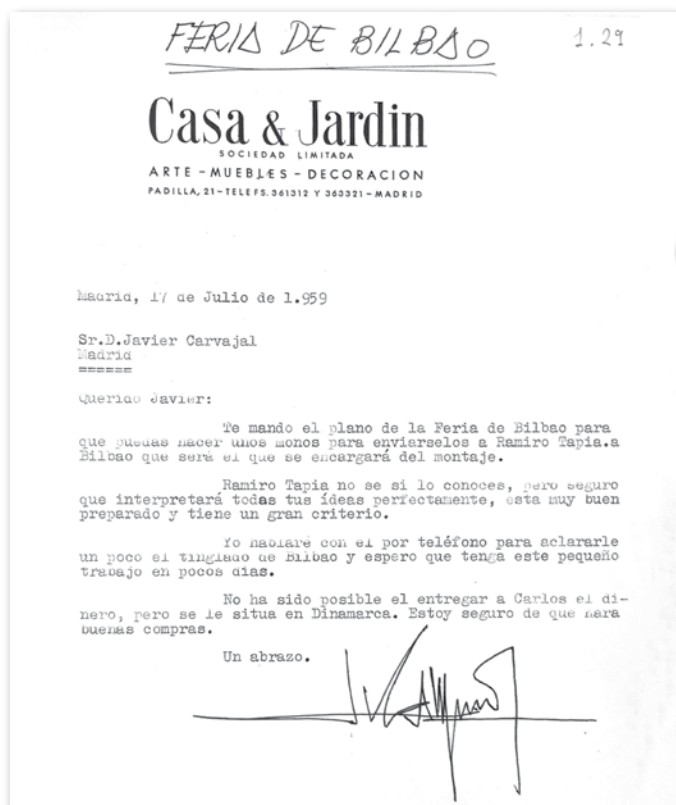 FERIA DE BILBAO
1.29
Casa & Jardin
SOCIEDAD LIMITADA
ARTE - MUEBLES - DECORACION
PADILLA, 21 - TELEFS. 361312 Y 363321 - MADRID
Madrid, 17 de Julio de 1.959
Sr.D.Javier Carvajal
Madrid
======
Querido Javier:
Te mando el plano de la Feria de Bilbao para
que puedas hacer unos monos para enviarselos a Ramiro Tapia.a
Bilbao que será el que se encargará del montaje.
Ramiro Tapia no se si lo conoces, pero seguro
que interpretará todas tus ideas perfectamente, esta muy buen
preparado y tiene un gran criterio.
Yo hablaré con el por teléfono para aclararle
un poco el tinglado de Bilbao y espero que tenga este pequeño
trabajo en pocos dias.
No ha sido posible el entregar a Carlos el di-
nero, pero se le situa en Dinamarca. Estoy seguro de que hara
buenas compras.
Un abrazo.